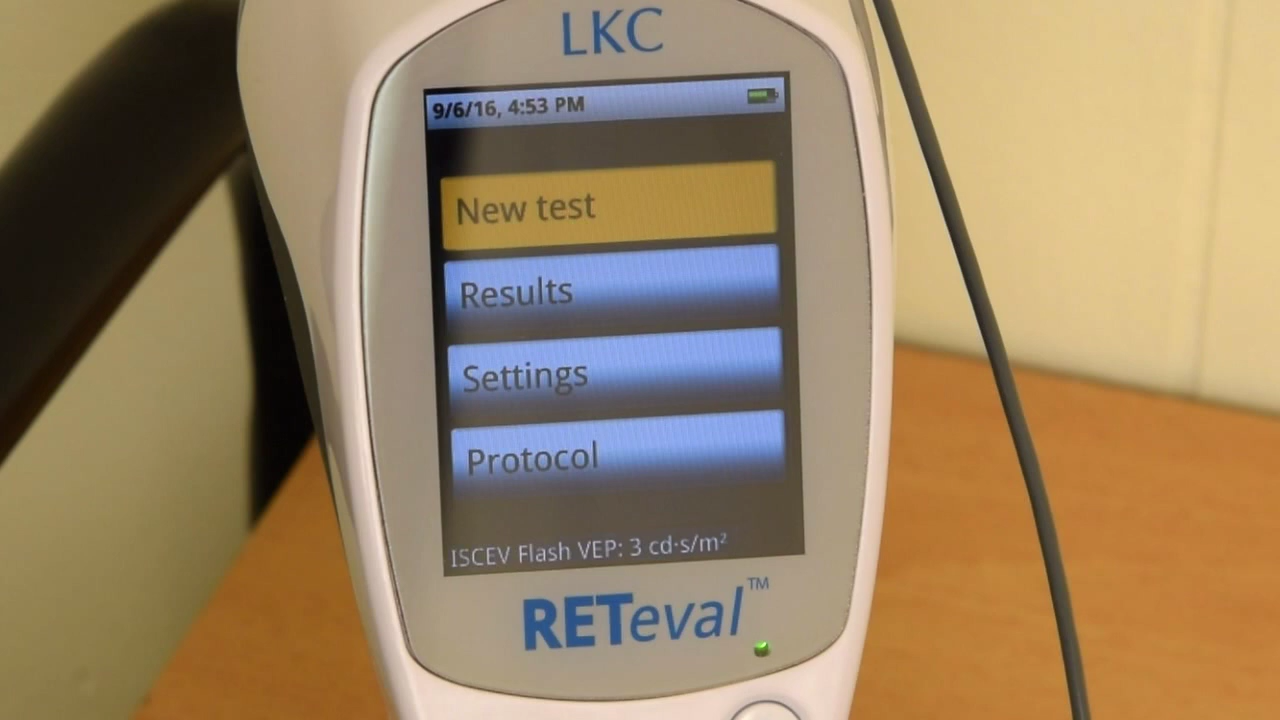 LKC
9/6/16, 4:53 PM
New test
Results
Settings
Protocol
ISCEV Flash VEP: 3 cd·s/m²
RETeval™